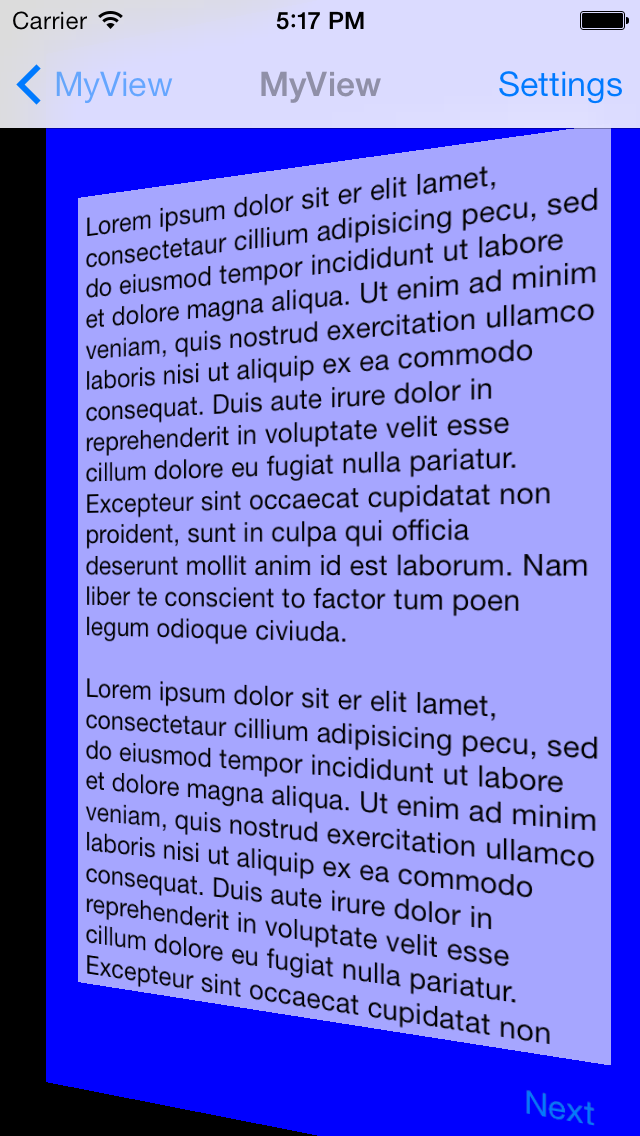 Carrier 5:17 PM
MyView MyView Settings
Lorem ipsum dolor sit er elit lamet,
consectetaur cillium adipisicing pecu, sed
do eiusmod tempor incididunt ut labore
et dolore magna aliqua. Ut enim ad minim
veniam, quis nostrud exercitation ullamco
laboris nisi ut aliquip ex ea commodo
consequat. Duis aute irure dolor in
reprehenderit in voluptate velit esse
cillum dolore eu fugiat nulla pariatur.
Excepteur sint occaecat cupidatat non
proident, sunt in culpa qui officia
deserunt mollit anim id est laborum. Nam
liber te conscient to factor tum poen
legum odioque civiuda.
Lorem ipsum dolor sit er elit lamet,
consectetaur cillium adipisicing pecu, sed
do eiusmod tempor incididunt ut labore
et dolore magna aliqua. Ut enim ad minim
veniam, quis nostrud exercitation ullamco
laboris nisi ut aliquip ex ea commodo
consequat. Duis aute irure dolor in
reprehenderit in voluptate velit esse
cillum dolore eu fugiat nulla pariatur.
Excepteur sint occaecat cupidatat non
Next